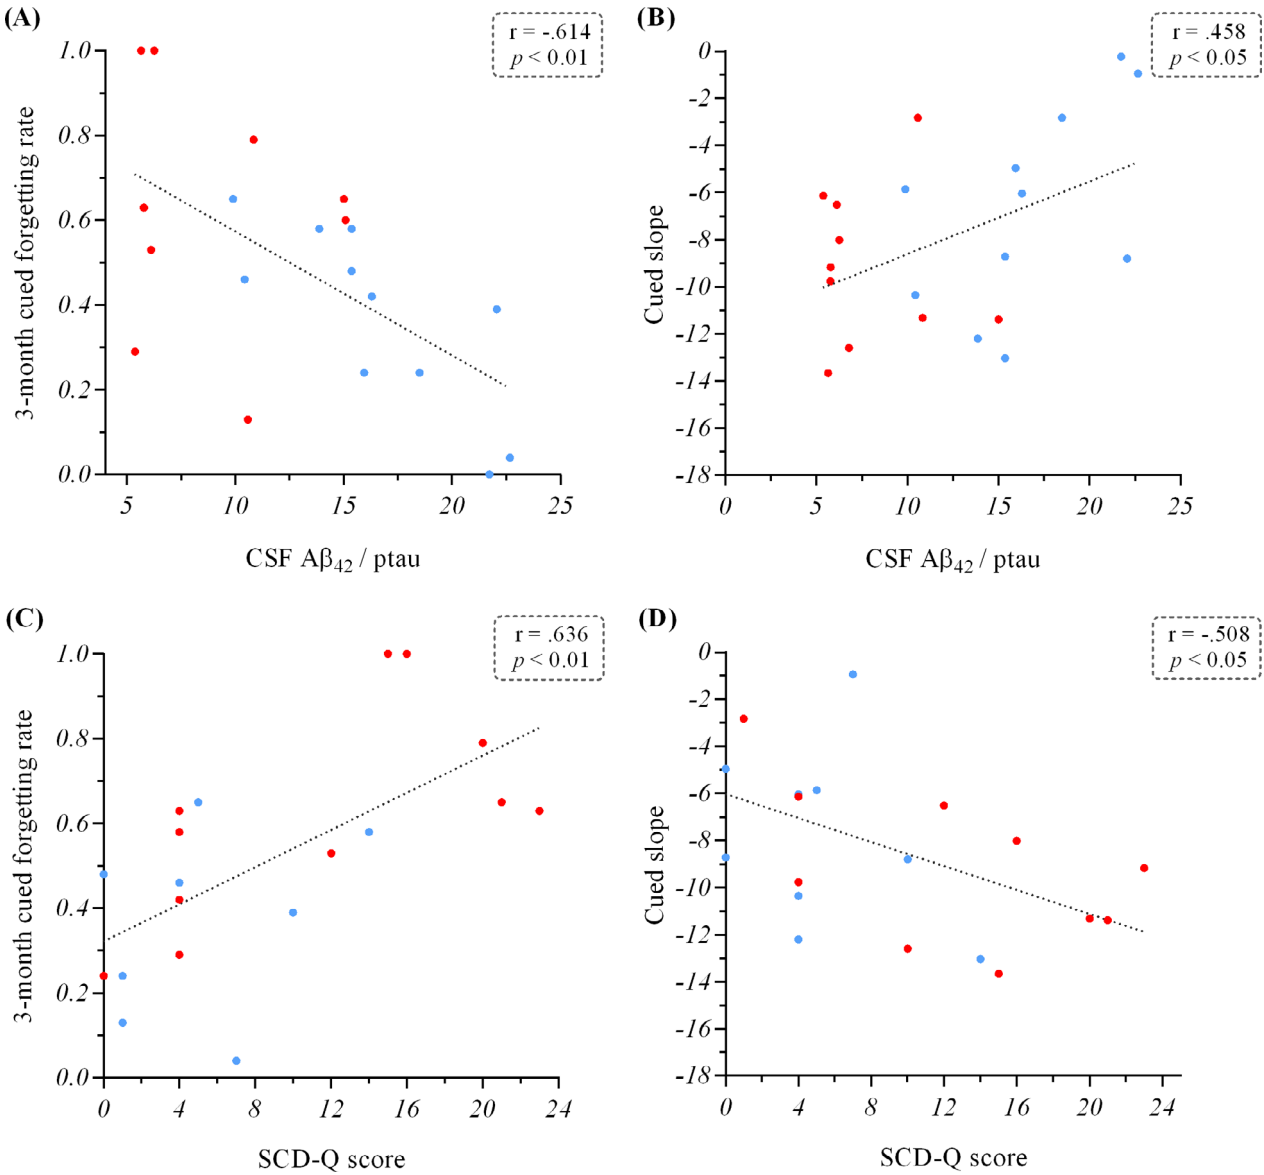 (A)
r = -.614
p < 0.01
3-month cued forgetting rate
1.0
0.8
0.6
0.4
0.2
0.0
5 10 15 20 25
CSF Aβ42 / ptau
(B)
r = .458
p < 0.05
Cued slope
0
-2
-4
-6
-8
-10
-12
-14
-16
-18
0 5 10 15 20 25
CSF Aβ42 / ptau
(C)
r = .636
p < 0.01
3-month cued forgetting rate
1.0
0.8
0.6
0.4
0.2
0.0
0 4 8 12 16 20 24
SCD-Q score
(D)
r = -.508
p < 0.05
Cued slope
0
-2
-4
-6
-8
-10
-12
-14
-16
-18
0 4 8 12 16 20 24
SCD-Q score